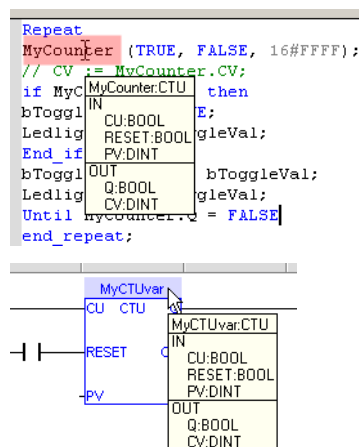 Repeat
MyCounter (TRUE, FALSE, 16#FFFF);
// CV := MyCounter.CV;
if MyC then
MyCounter:CTU
IN
CU:BOOL
RESET:BOOL
PV:DINT
OUT
Q:BOOL
CV:DINT
bToggl E;
Ledlig gleVal;
End_if
bToggl bToggleVal;
Ledlig gleVal;
Until MyCounter.Q = FALSE
end_repeat;
MyCTUvar
CU CTU
RESET
PV
MyCTUvar:CTU
IN
CU:BOOL
RESET:BOOL
PV:DINT
OUT
Q:BOOL
CV:DINT